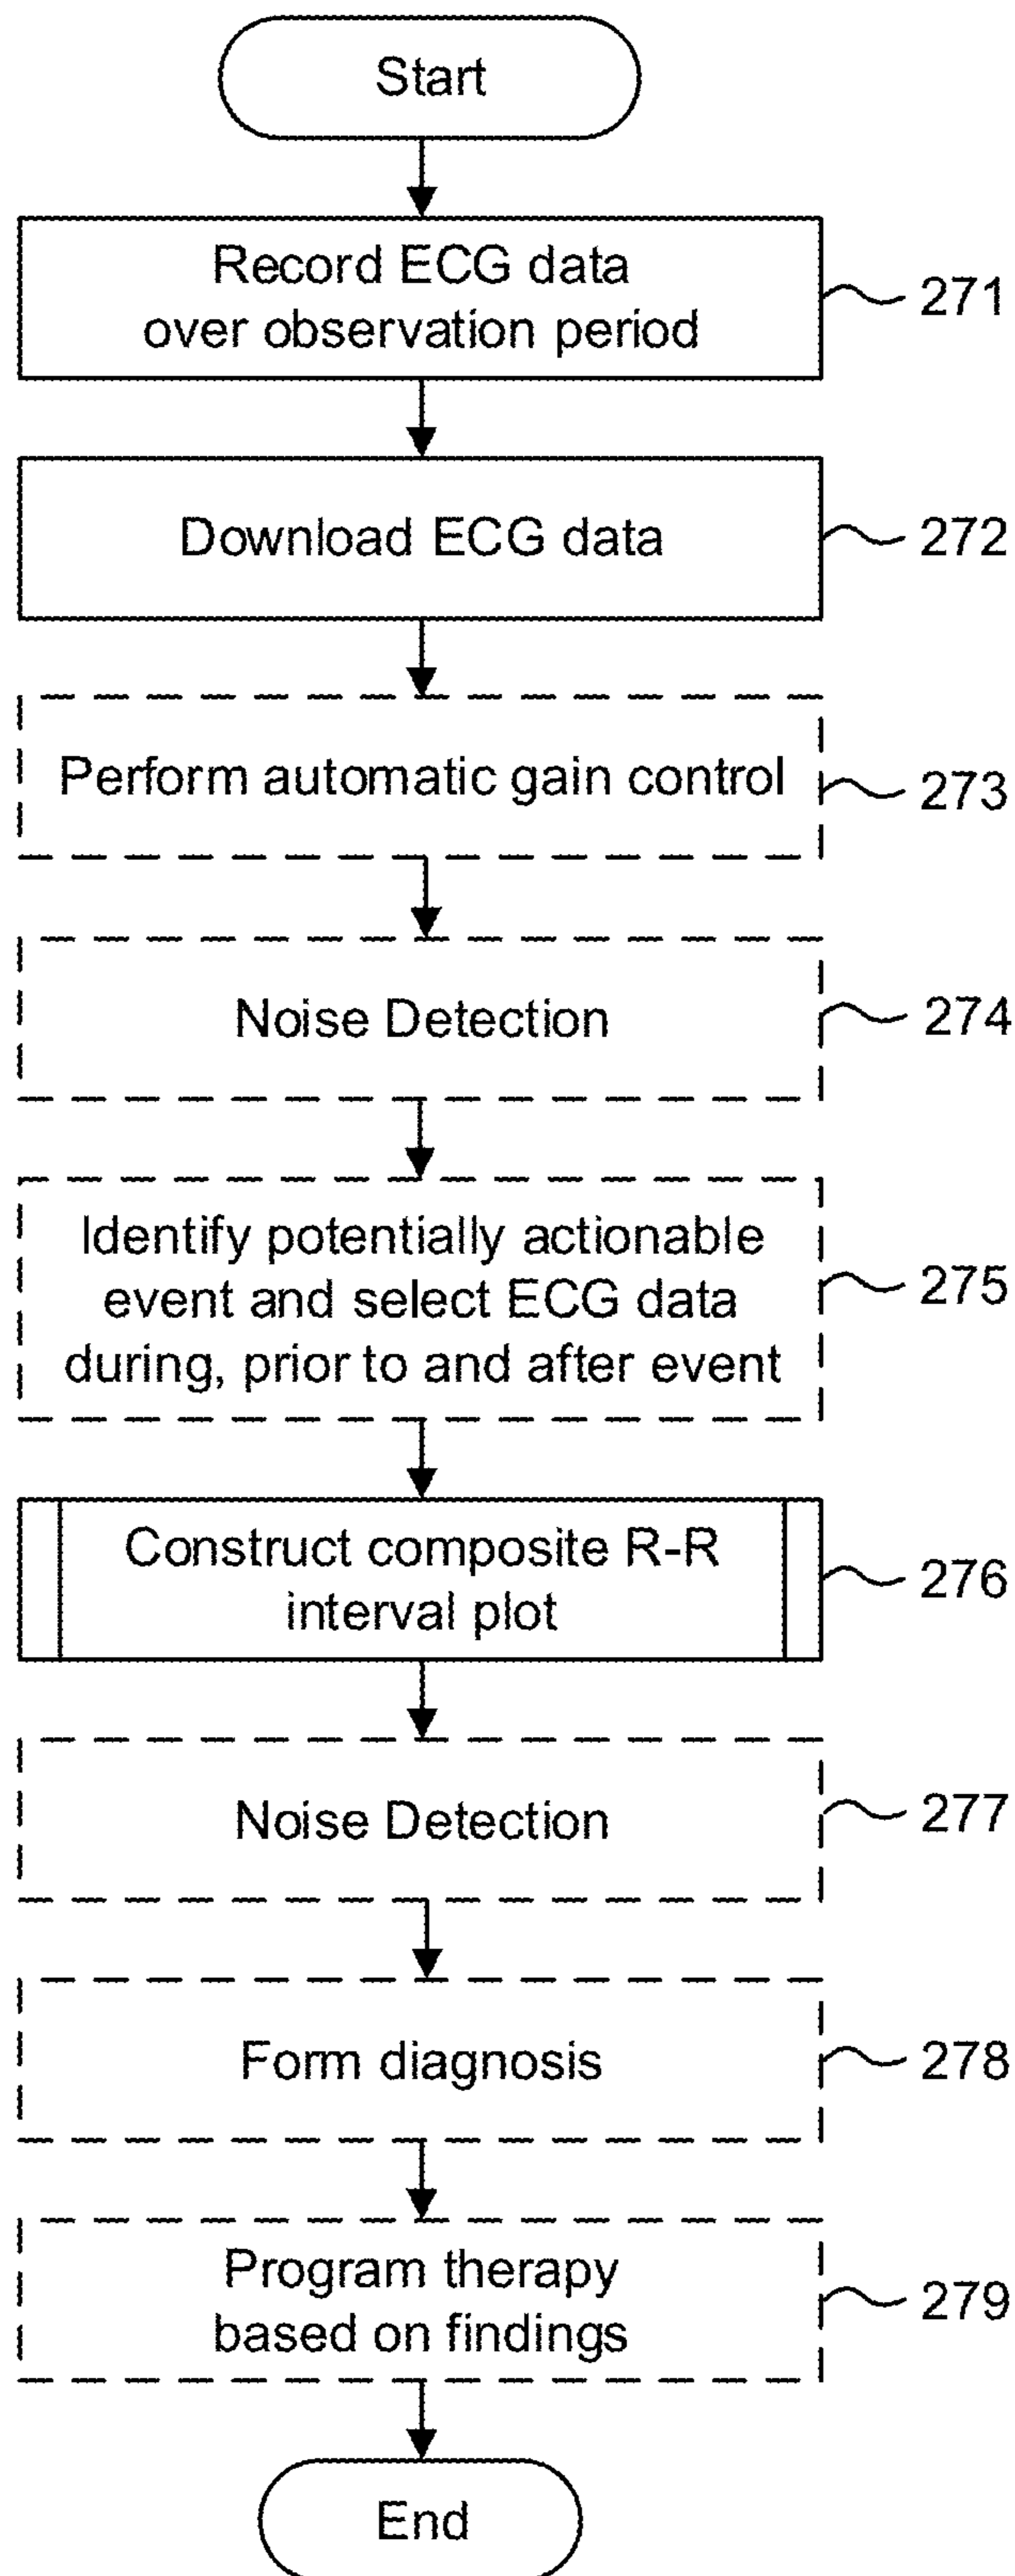 Start
Record ECG data
over observation period
271
Download ECG data
272
Perform automatic gain control
273
Noise Detection
274
Identify potentially actionable
event and select ECG data
during, prior to and after event
275
Construct composite R-R
interval plot
276
Noise Detection
277
Form diagnosis
278
Program therapy
based on findings
279
End